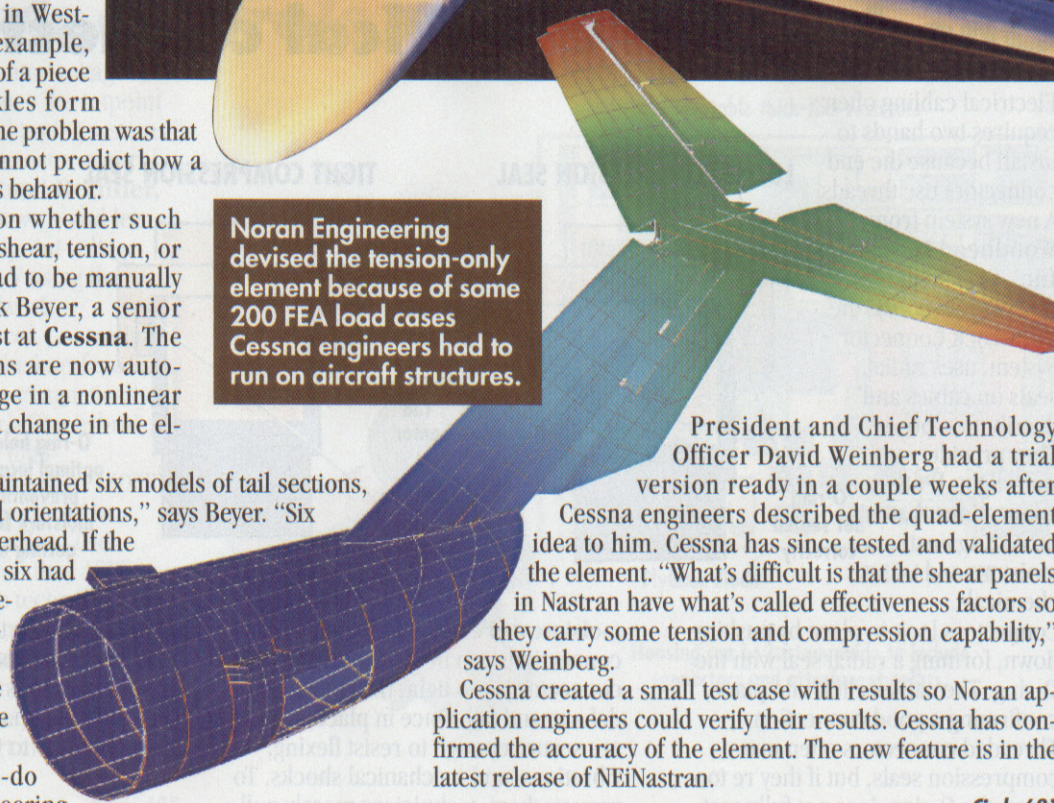 in West-
example,
of a piece
kles form
ne problem was that
nnot predict how a
s behavior.
on whether such
shear, tension, or
ad to be manually
k Beyer, a senior
st at Cessna. The
ns are now auto-
ge in a nonlinear
change in the el-
aintained six models of tail sections,
d orientations,” says Beyer. “Six
erhead. If the
six had
e-
-do
neering
Noran Engineering
devised the tension-only
element because of some
200 FEA load cases
Cessna engineers had to
run on aircraft structures.
President and Chief Technology
Officer David Weinberg had a trial
version ready in a couple weeks after
Cessna engineers described the quad-element
idea to him. Cessna has since tested and validated
the element. “What’s difficult is that the shear panels
in Nastran have what’s called effectiveness factors so
they carry some tension and compression capability,”
says Weinberg.
Cessna created a small test case with results so Noran ap-
plication engineers could verify their results. Cessna has con-
firmed the accuracy of the element. The new feature is in the
latest release of NEiNastran.